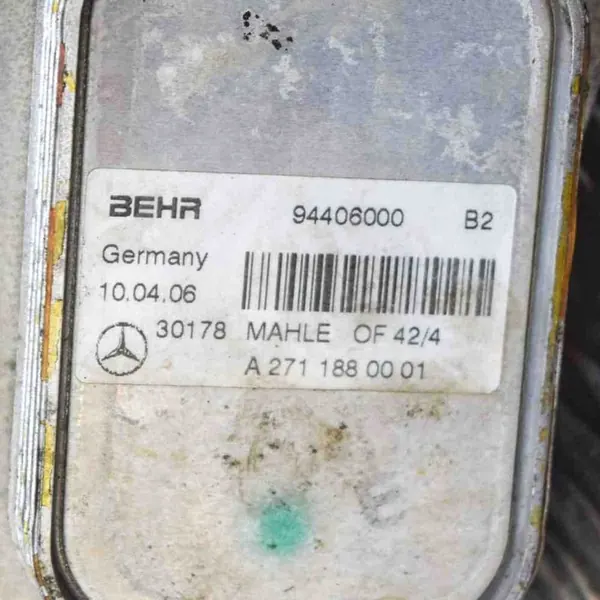 BEHR 94406000 B2
Germany
10.04.06
30178 MAHLE OF 42/4
A 271 188 00 01